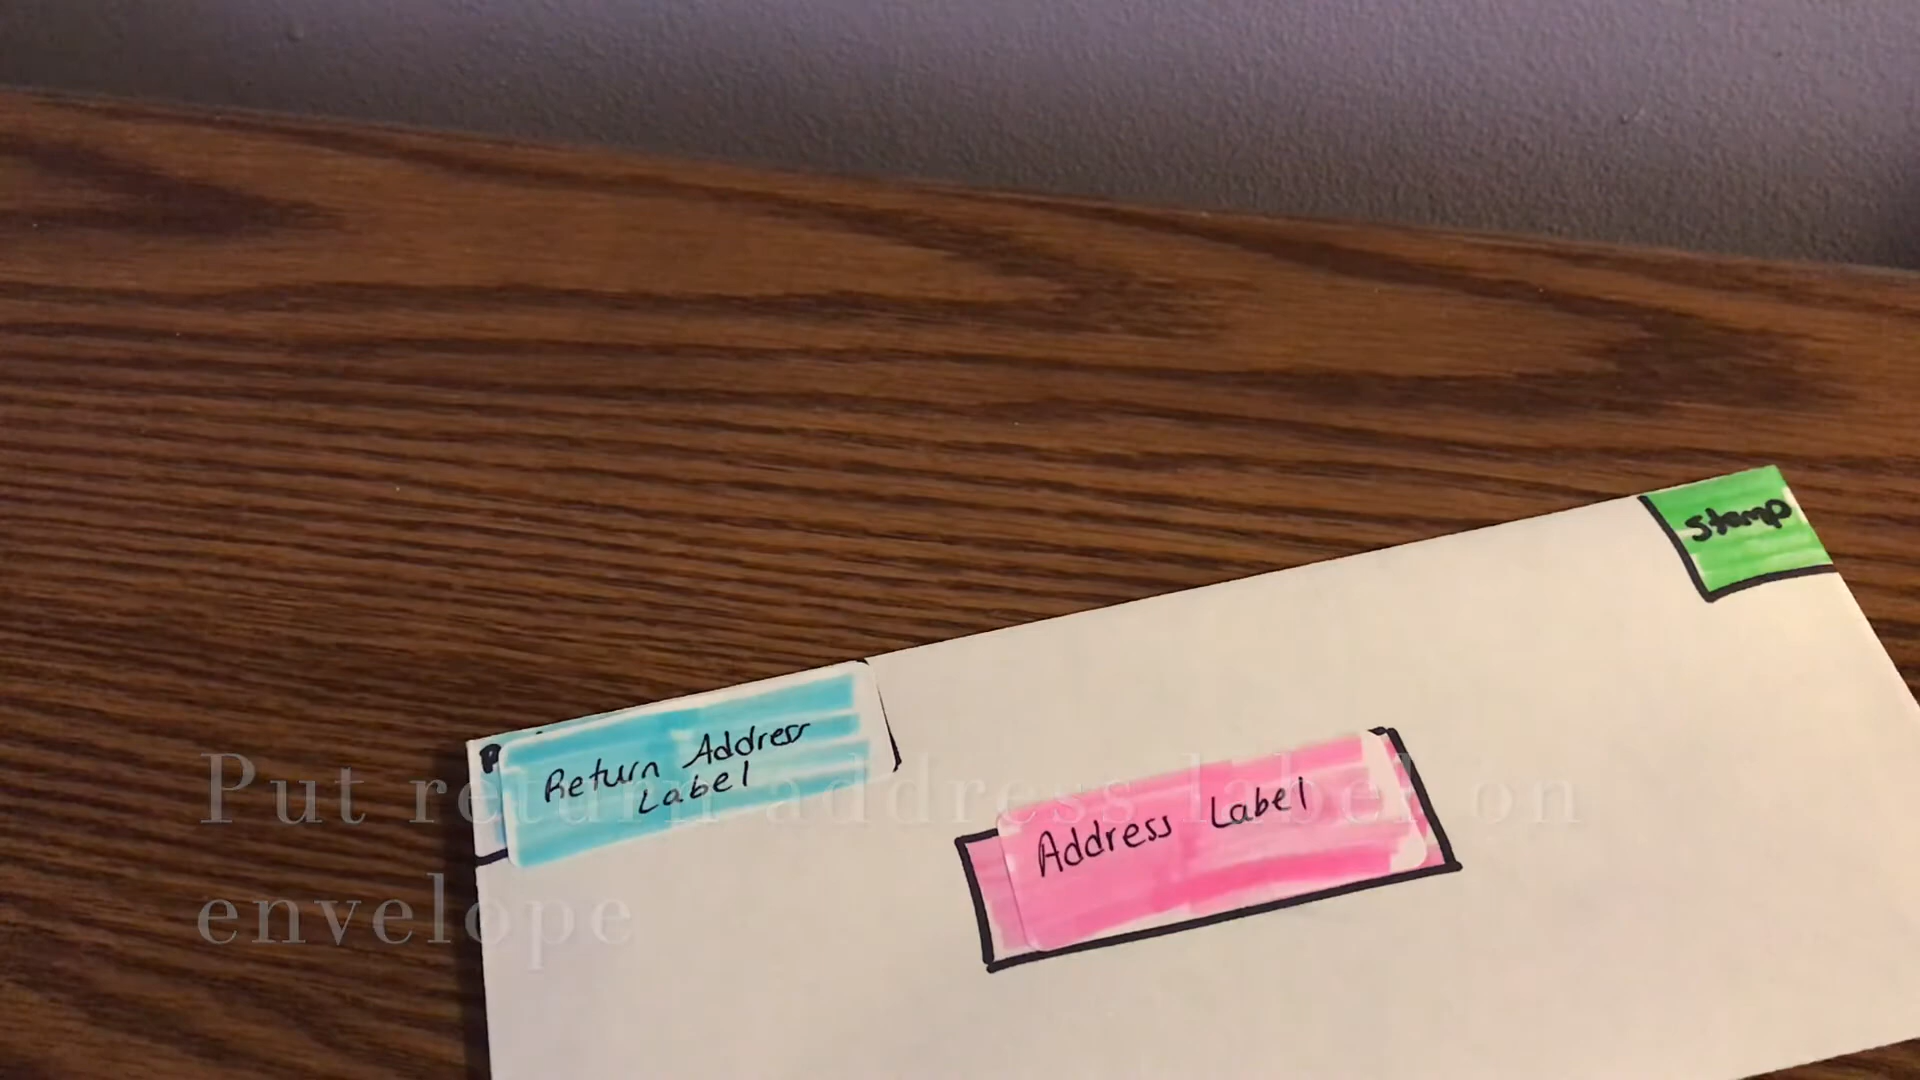 Stamp
Return Address
Label
Address Label
Put return address label on
envelope